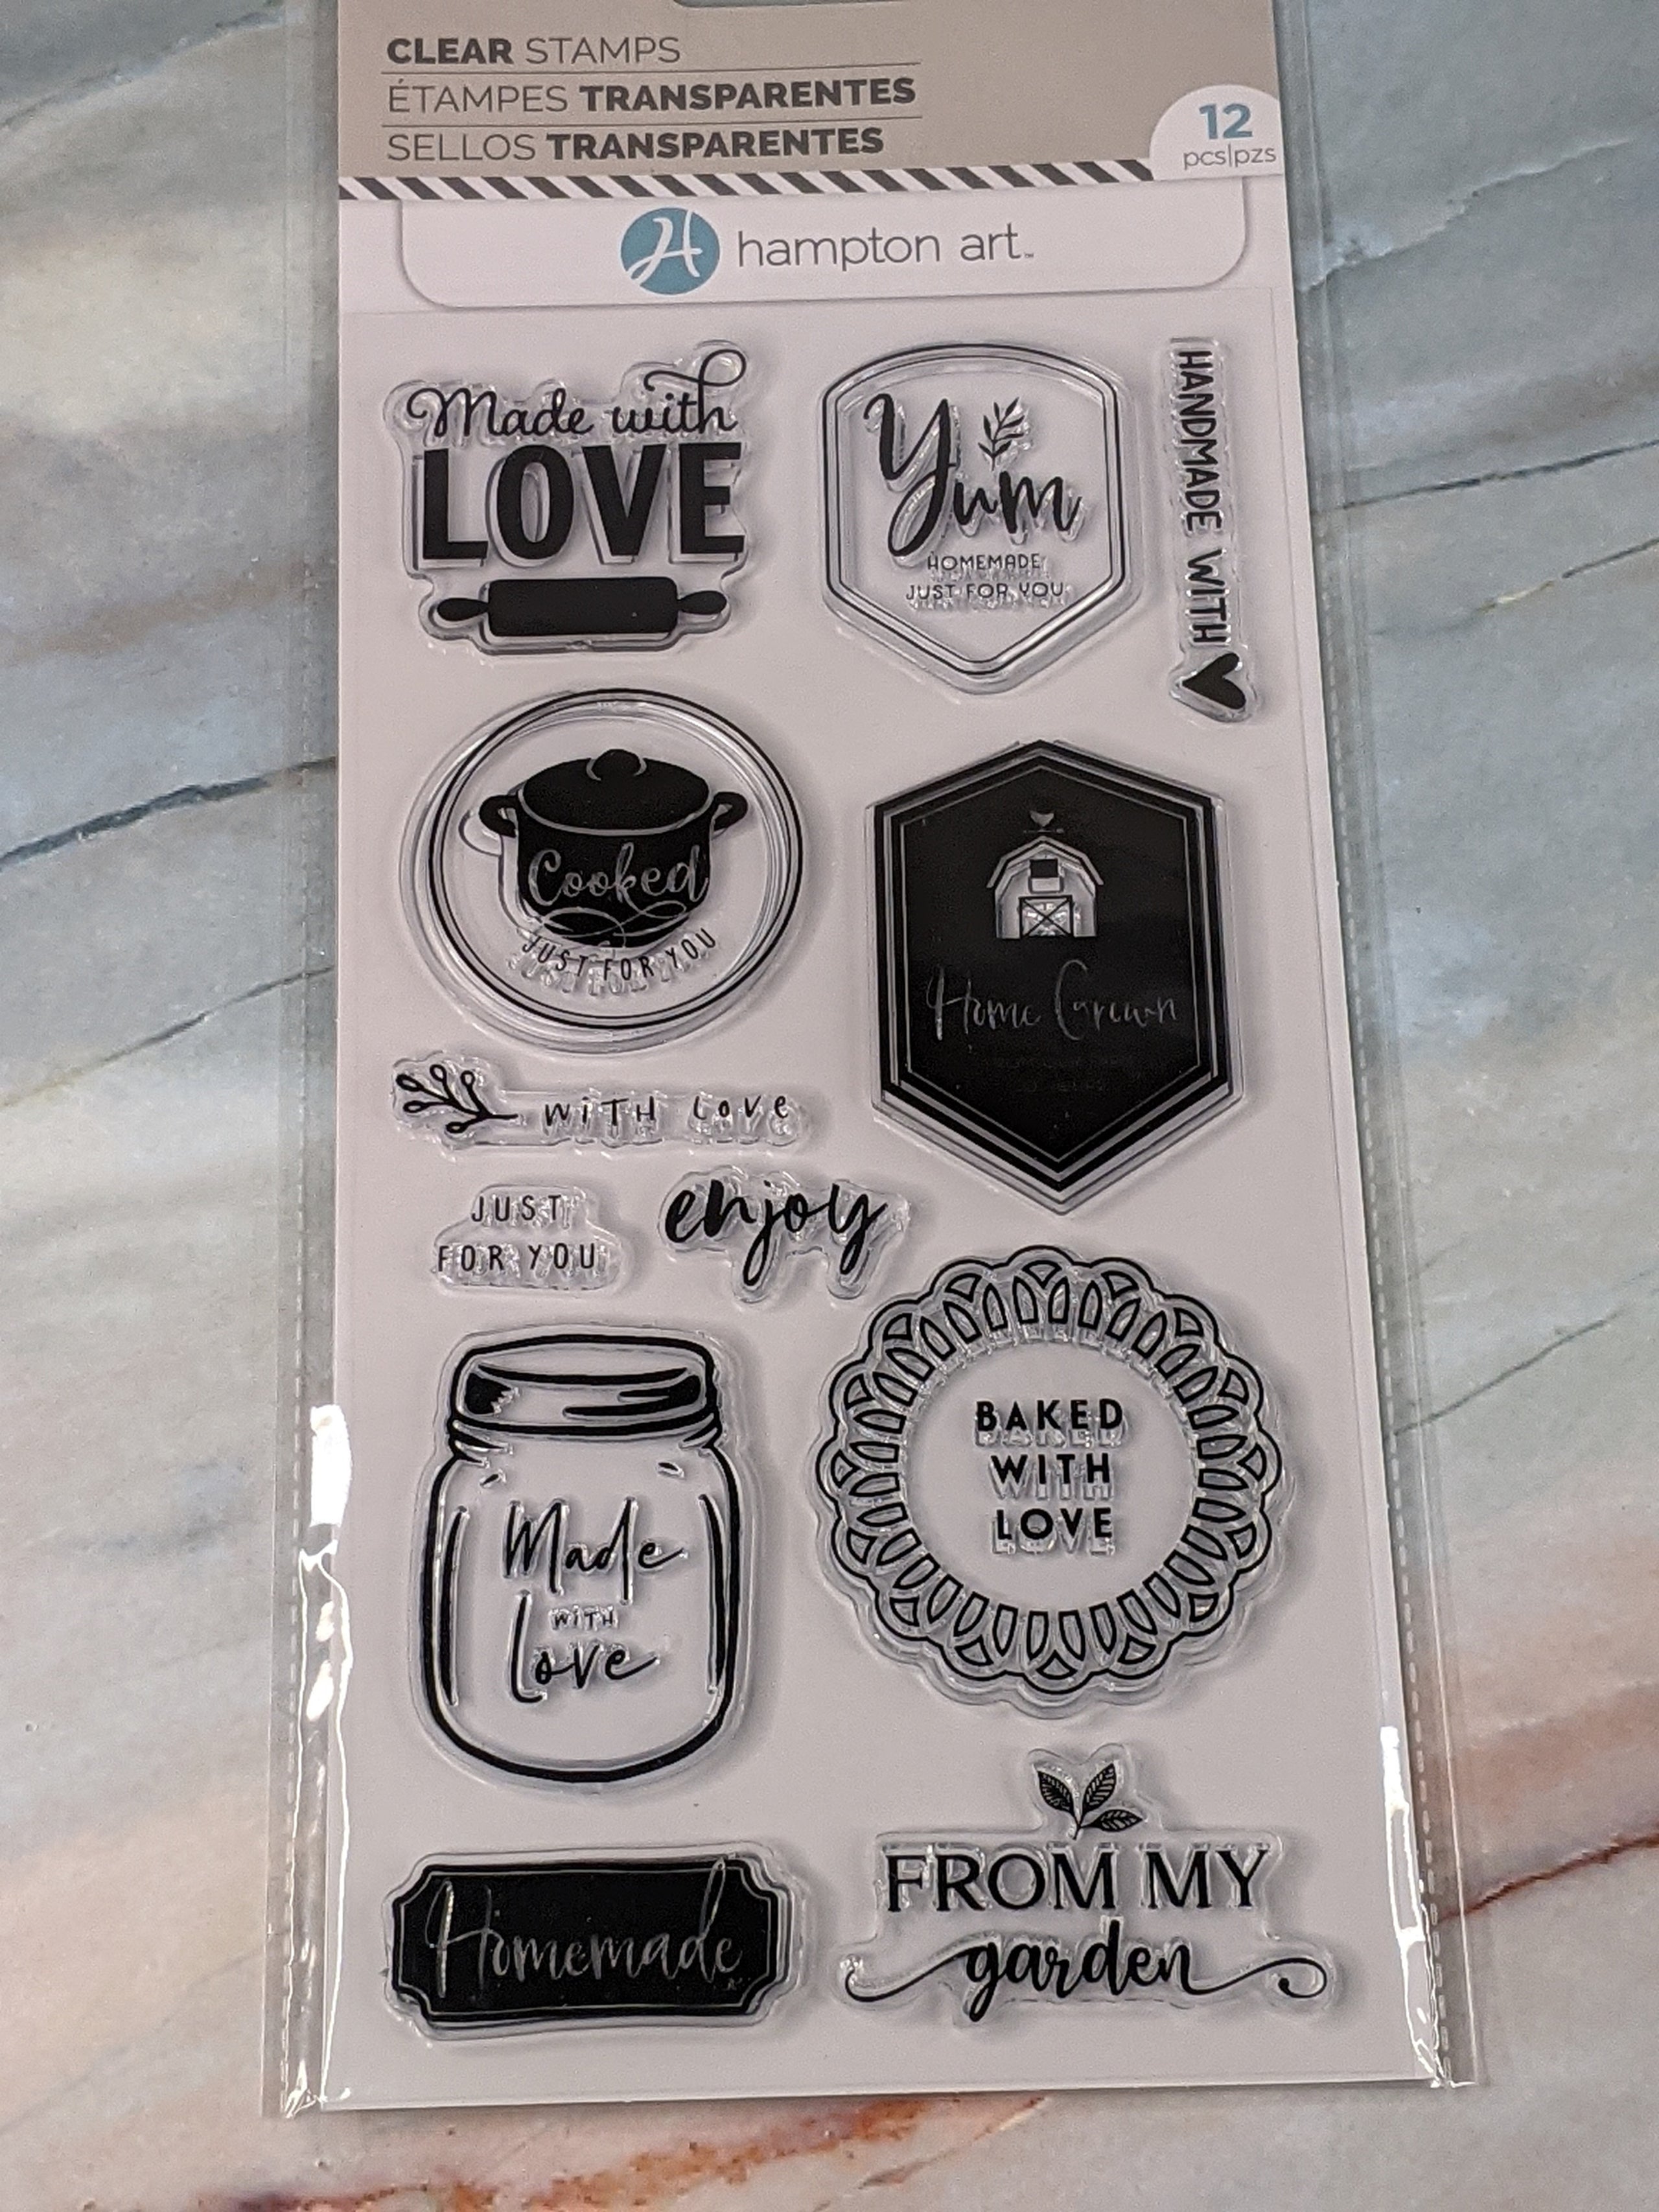 CLEAR STAMPS
ÉTAMPES TRANSPARENTES
SELLOS TRANSPARENTES
12
pcs|pzs
H hampton art™
Made with
LOVE
Yum
HOMEMADE
JUST FOR YOU
HANDMADE WITH
Cooked
JUST FOR YOU
Home Grown
WITH Love
JUST
FOR YOU
enjoy
Made
WITH
Love
BAKED
WITH
LOVE
Homemade
FROM MY
garden